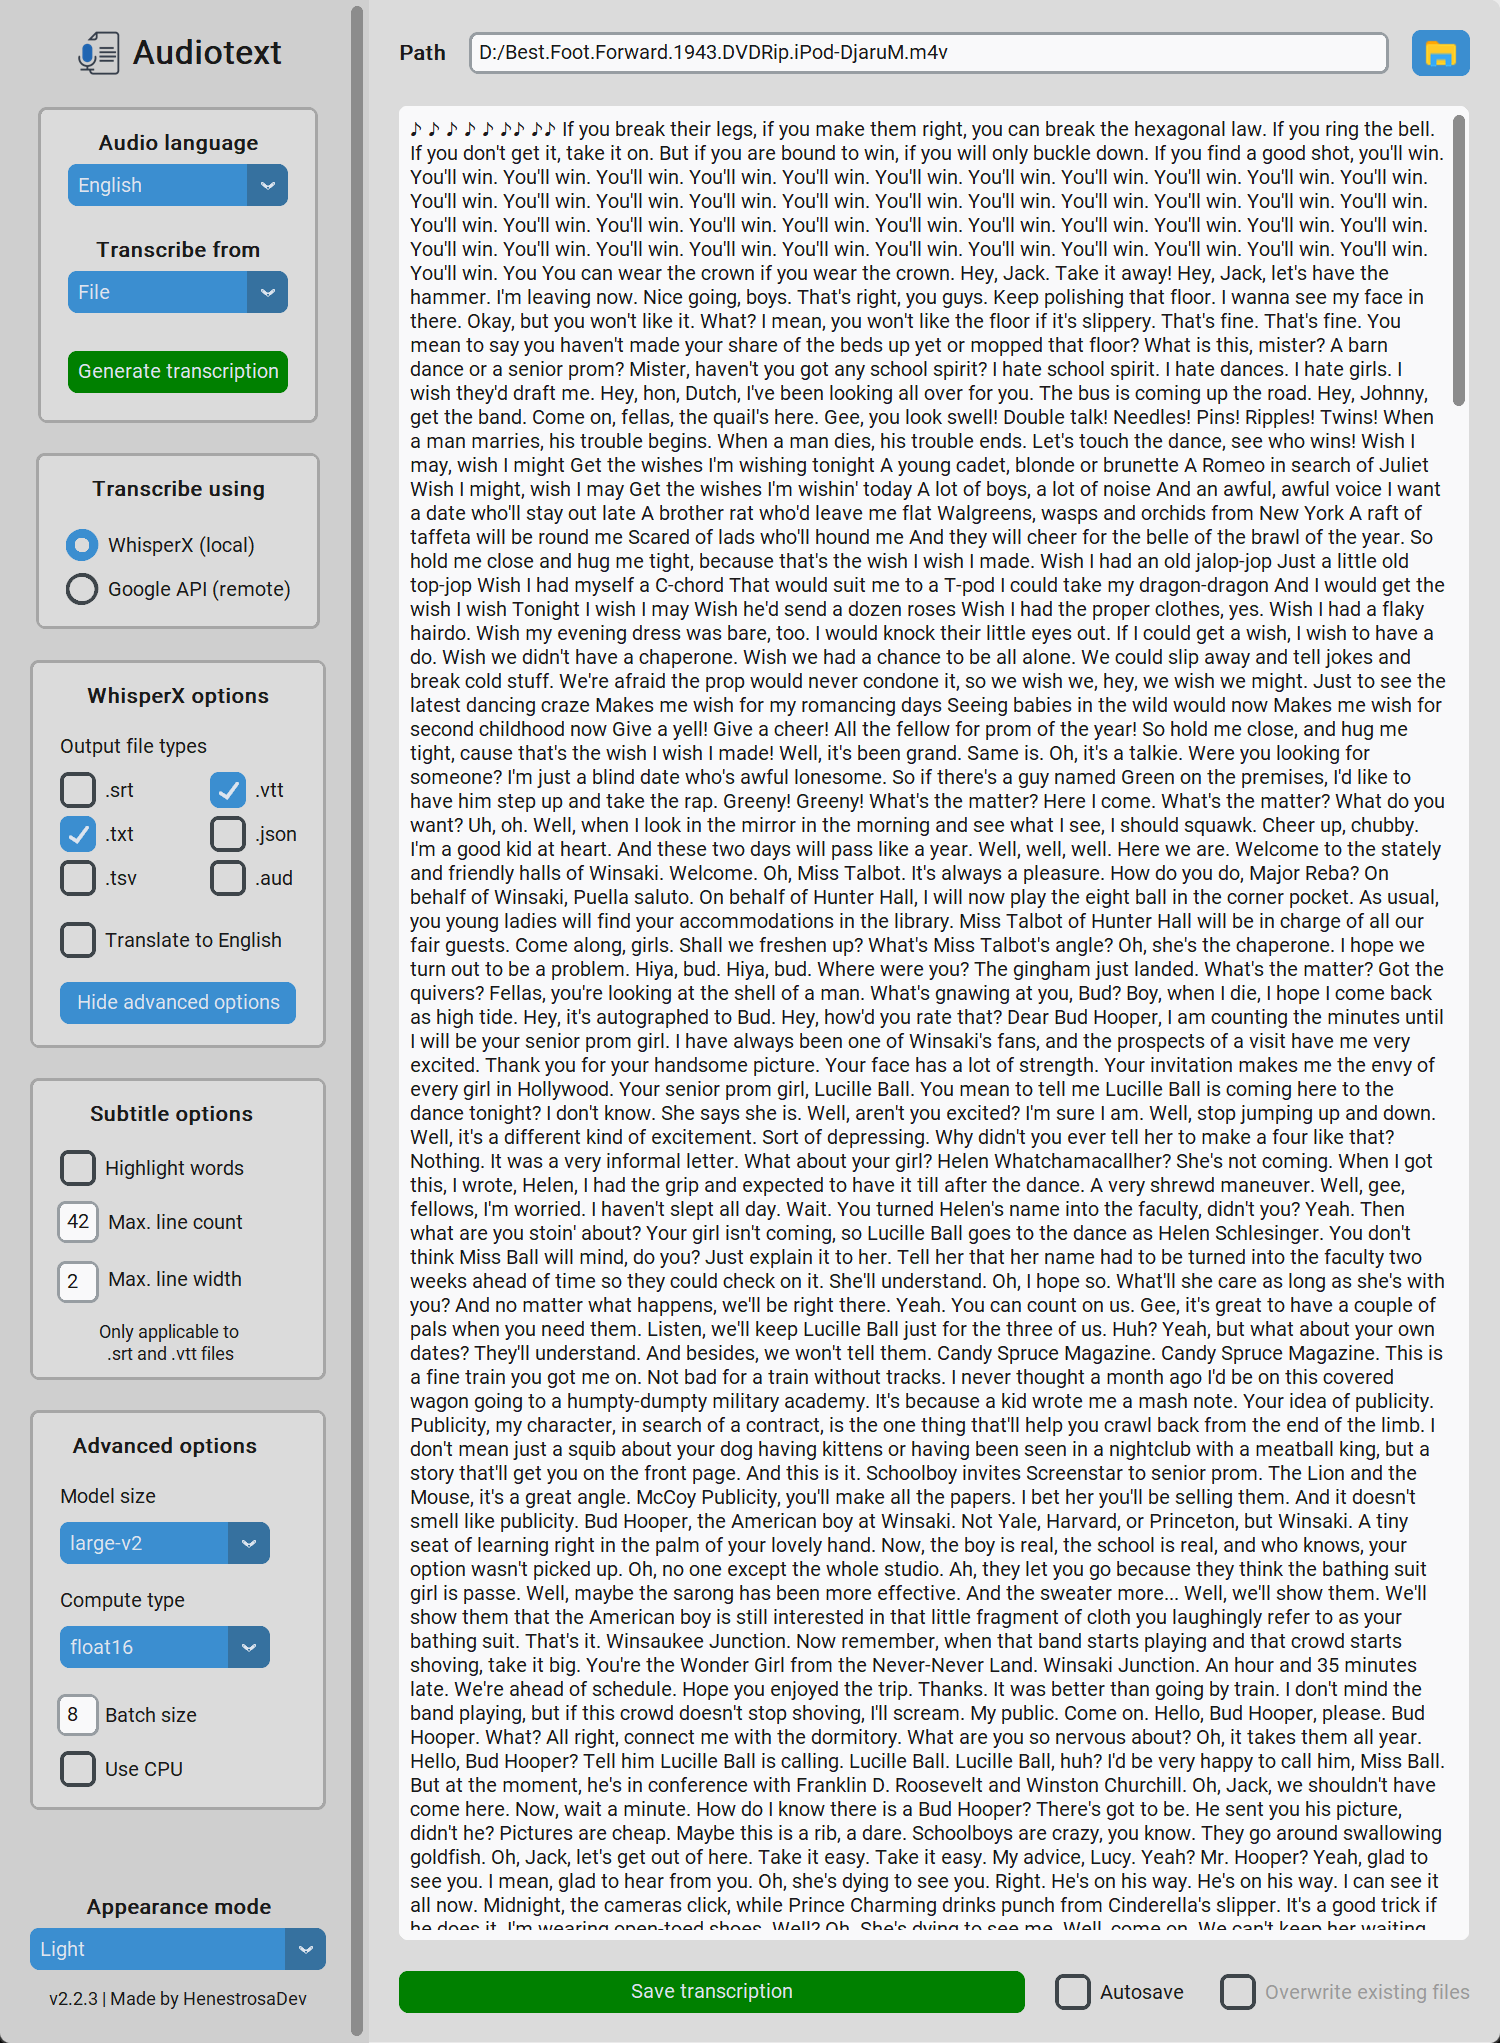 Audiotext
Audio language
English
Transcribe from
File
Generate transcription
Transcribe using
WhisperX (local)
Google API (remote)
WhisperX options
Output file types
.srt
.vtt
.txt
.json
.tsv
.aud
Translate to English
Hide advanced options
Subtitle options
Highlight words
42 Max. line count
2 Max. line width
Only applicable to
.srt and .vtt files
Advanced options
Model size
large-v2
Compute type
float16
8 Batch size
Use CPU
Appearance mode
Light
v2.2.3 | Made by HenestrosaDev
Path D:/Best.Foot.Forward.1943.DVDRip.iPod-DjaruM.m4v
♪ ♪ ♪ ♪ ♪ ♪♪ ♪♪ If you break their legs, if you make them right, you can break the hexagonal law. If you ring the bell.
If you don't get it, take it on. But if you are bound to win, if you will only buckle down. If you find a good shot, you'll win.
You'll win. You'll win. You'll win. You'll win. You'll win. You'll win. You'll win. You'll win. You'll win. You'll win. You'll win.
You'll win. You'll win. You'll win. You'll win. You'll win. You'll win. You'll win. You'll win. You'll win. You'll win. You'll win.
You'll win. You'll win. You'll win. You'll win. You'll win. You'll win. You'll win. You'll win. You'll win. You'll win. You'll win.
You'll win. You'll win. You'll win. You'll win. You'll win. You'll win. You'll win. You'll win. You'll win. You'll win. You'll win.
You'll win. You You can wear the crown if you wear the crown. Hey, Jack. Take it away! Hey, Jack, let's have the
hammer. I'm leaving now. Nice going, boys. That's right, you guys. Keep polishing that floor. I wanna see my face in
there. Okay, but you won't like it. What? I mean, you won't like the floor if it's slippery. That's fine. That's fine. You
mean to say you haven't made your share of the beds up yet or mopped that floor? What is this, mister? A barn
dance or a senior prom? Mister, haven't you got any school spirit? I hate school spirit. I hate dances. I hate girls. I
wish they'd draft me. Hey, hon, Dutch, I've been looking all over for you. The bus is coming up the road. Hey, Johnny,
get the band. Come on, fellas, the quail's here. Gee, you look swell! Double talk! Needles! Pins! Ripples! Twins! When
a man marries, his trouble begins. When a man dies, his trouble ends. Let's touch the dance, see who wins! Wish I
may, wish I might Get the wishes I'm wishing tonight A young cadet, blonde or brunette A Romeo in search of Juliet
Wish I might, wish I may Get the wishes I'm wishin' today A lot of boys, a lot of noise And an awful, awful voice I want
a date who'll stay out late A brother rat who'd leave me flat Walgreens, wasps and orchids from New York A raft of
taffeta will be round me Scared of lads who'll hound me And they will cheer for the belle of the brawl of the year. So
hold me close and hug me tight, because that's the wish I wish I made. Wish I had an old jalop-jop Just a little old
top-jop Wish I had myself a C-chord That would suit me to a T-pod I could take my dragon-dragon And I would get the
wish I wish Tonight I wish I may Wish he'd send a dozen roses Wish I had the proper clothes, yes. Wish I had a flaky
hairdo. Wish my evening dress was bare, too. I would knock their little eyes out. If I could get a wish, I wish to have a
do. Wish we didn't have a chaperone. Wish we had a chance to be all alone. We could slip away and tell jokes and
break cold stuff. We're afraid the prop would never condone it, so we wish we, hey, we wish we might. Just to see the
latest dancing craze Makes me wish for my romancing days Seeing babies in the wild would now Makes me wish for
second childhood now Give a yell! Give a cheer! All the fellow for prom of the year! So hold me close, and hug me
tight, cause that's the wish I wish I made! Well, it's been grand. Same is. Oh, it's a talkie. Were you looking for
someone? I'm just a blind date who's awful lonesome. So if there's a guy named Green on the premises, I'd like to
have him step up and take the rap. Greeny! Greeny! What's the matter? Here I come. What's the matter? What do you
want? Uh, oh. Well, when I look in the mirror in the morning and see what I see, I should squawk. Cheer up, chubby.
I'm a good kid at heart. And these two days will pass like a year. Well, well, well. Here we are. Welcome to the stately
and friendly halls of Winsaki. Welcome. Oh, Miss Talbot. It's always a pleasure. How do you do, Major Reba? On
behalf of Winsaki, Puella saluto. On behalf of Hunter Hall, I will now play the eight ball in the corner pocket. As usual,
you young ladies will find your accommodations in the library. Miss Talbot of Hunter Hall will be in charge of all our
fair guests. Come along, girls. Shall we freshen up? What's Miss Talbot's angle? Oh, she's the chaperone. I hope we
turn out to be a problem. Hiya, bud. Hiya, bud. Where were you? The gingham just landed. What's the matter? Got the
quivers? Fellas, you're looking at the shell of a man. What's gnawing at you, Bud? Boy, when I die, I hope I come back
as high tide. Hey, it's autographed to Bud. Hey, how'd you rate that? Dear Bud Hooper, I am counting the minutes until
I will be your senior prom girl. I have always been one of Winsaki's fans, and the prospects of a visit have me very
excited. Thank you for your handsome picture. Your face has a lot of strength. Your invitation makes me the envy of
every girl in Hollywood. Your senior prom girl, Lucille Ball. You mean to tell me Lucille Ball is coming here to the
dance tonight? I don't know. She says she is. Well, aren't you excited? I'm sure I am. Well, stop jumping up and down.
Well, it's a different kind of excitement. Sort of depressing. Why didn't you ever tell her to make a four like that?
Nothing. It was a very informal letter. What about your girl? Helen Whatchamacallher? She's not coming. When I got
this, I wrote, Helen, I had the grip and expected to have it till after the dance. A very shrewd maneuver. Well, gee,
fellows, I'm worried. I haven't slept all day. Wait. You turned Helen's name into the faculty, didn't you? Yeah. Then
what are you stoin' about? Your girl isn't coming, so Lucille Ball goes to the dance as Helen Schlesinger. You don't
think Miss Ball will mind, do you? Just explain it to her. Tell her that her name had to be turned into the faculty two
weeks ahead of time so they could check on it. She'll understand. Oh, I hope so. What'll she care as long as she's with
you? And no matter what happens, we'll be right there. Yeah. You can count on us. Gee, it's great to have a couple of
pals when you need them. Listen, we'll keep Lucille Ball just for the three of us. Huh? Yeah, but what about your own
dates? They'll understand. And besides, we won't tell them. Candy Spruce Magazine. Candy Spruce Magazine. This is
a fine train you got me on. Not bad for a train without tracks. I never thought a month ago I'd be on this covered
wagon going to a humpty-dumpty military academy. It's because a kid wrote me a mash note. Your idea of publicity.
Publicity, my character, in search of a contract, is the one thing that'll help you crawl back from the end of the limb. I
don't mean just a squib about your dog having kittens or having been seen in a nightclub with a meatball king, but a
story that'll get you on the front page. And this is it. Schoolboy invites Screenstar to senior prom. The Lion and the
Mouse, it's a great angle. McCoy Publicity, you'll make all the papers. I bet her you'll be selling them. And it doesn't
smell like publicity. Bud Hooper, the American boy at Winsaki. Not Yale, Harvard, or Princeton, but Winsaki. A tiny
seat of learning right in the palm of your lovely hand. Now, the boy is real, the school is real, and who knows, your
option wasn't picked up. Oh, no one except the whole studio. Ah, they let you go because they think the bathing suit
girl is passe. Well, maybe the sarong has been more effective. And the sweater more... Well, we'll show them. We'll
show them that the American boy is still interested in that little fragment of cloth you laughingly refer to as your
bathing suit. That's it. Winsaukee Junction. Now remember, when that band starts playing and that crowd starts
shoving, take it big. You're the Wonder Girl from the Never-Never Land. Winsaki Junction. An hour and 35 minutes
late. We're ahead of schedule. Hope you enjoyed the trip. Thanks. It was better than going by train. I don't mind the
band playing, but if this crowd doesn't stop shoving, I'll scream. My public. Come on. Hello, Bud Hooper, please. Bud
Hooper. What? All right, connect me with the dormitory. What are you so nervous about? Oh, it takes them all year.
Hello, Bud Hooper? Tell him Lucille Ball is calling. Lucille Ball. Lucille Ball, huh? I'd be very happy to call him, Miss Ball.
But at the moment, he's in conference with Franklin D. Roosevelt and Winston Churchill. Oh, Jack, we shouldn't have
come here. Now, wait a minute. How do I know there is a Bud Hooper? There's got to be. He sent you his picture,
didn't he? Pictures are cheap. Maybe this is a rib, a dare. Schoolboys are crazy, you know. They go around swallowing
goldfish. Oh, Jack, let's get out of here. Take it easy. Take it easy. My advice, Lucy. Yeah? Mr. Hooper? Yeah, glad to
see you. I mean, glad to hear from you. Oh, she's dying to see you. Right. He's on his way. He's on his way. I can see it
all now. Midnight, the cameras click, while Prince Charming drinks punch from Cinderella's slipper. It's a good trick if
he does it. I'm wearing open-toed shoes. Well? Oh. She's dying to see me. Well, come on. We can't keep her waiting.
Save transcription
Autosave
Overwrite existing files